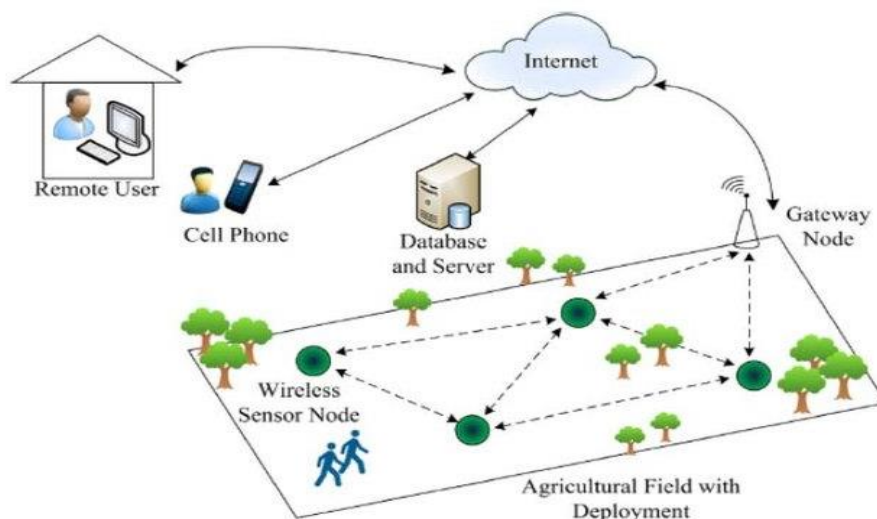 Internet
Remote User
Cell Phone
Database
and Server
Gateway
Node
Wireless
Sensor Node
Agricultural Field with
Deployment